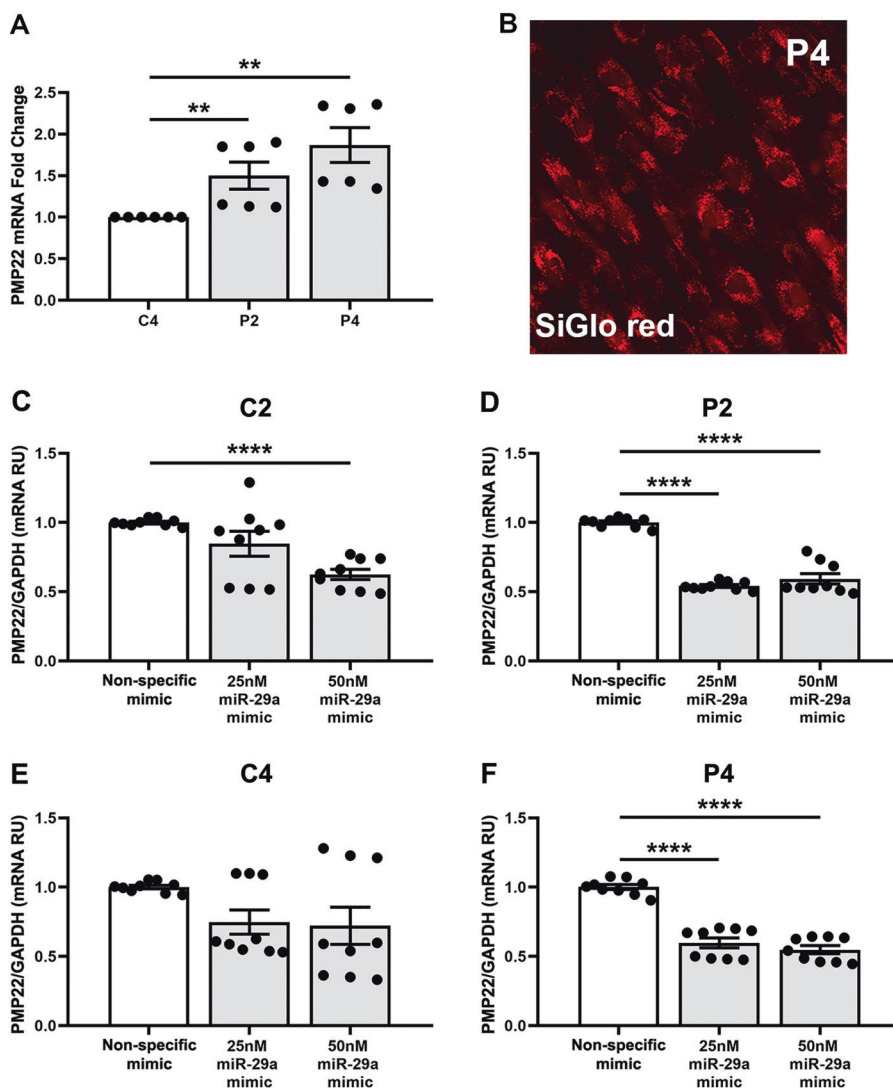 A
**
**
PMP22 mRNA Fold Change
2.5
2.0
1.5
1.0
0.5
0.0
C4
P2
P4
B
P4
SiGlo red
C
C2
****
PMP22/GAPDH (mRNA RU)
1.5
1.0
0.5
0.0
Non-specific
mimic
25nM
miR-29a
mimic
50nM
miR-29a
mimic
D
P2
****
****
PMP22/GAPDH (mRNA RU)
1.5
1.0
0.5
0.0
Non-specific
mimic
25nM
miR-29a
mimic
50nM
miR-29a
mimic
E
C4
PMP22/GAPDH (mRNA RU)
1.5
1.0
0.5
0.0
Non-specific
mimic
25nM
miR-29a
mimic
50nM
miR-29a
mimic
F
P4
****
****
PMP22/GAPDH (mRNA RU)
1.5
1.0
0.5
0.0
Non-specific
mimic
25nM
miR-29a
mimic
50nM
miR-29a
mimic